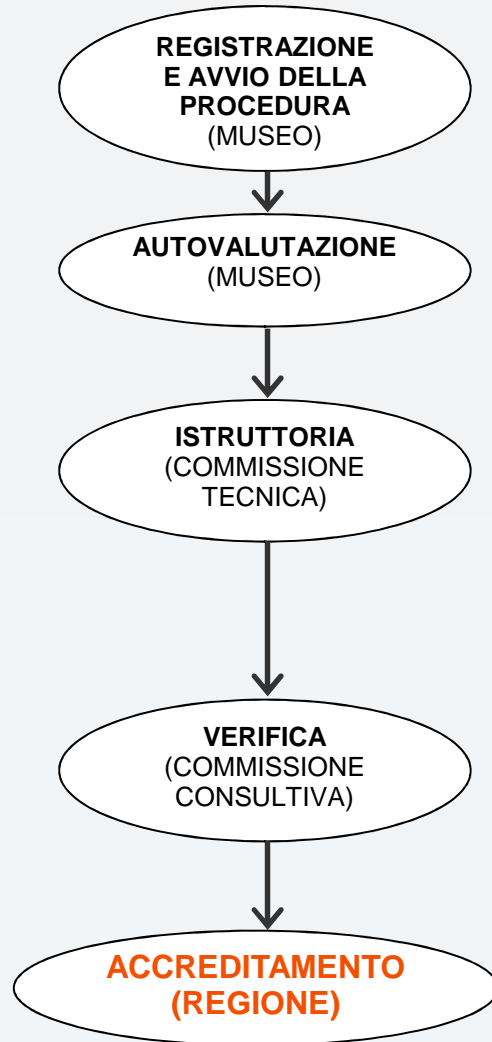 REGISTRAZIONE
E AVVIO DELLA
PROCEDURA
(MUSEO)
AUTOVALUTAZIONE
(MUSEO)
ISTRUTTORIA
(COMMISSIONE
TECNICA)
VERIFICA
(COMMISSIONE
CONSULTIVA)
ACCREDITAMENTO
(REGIONE)